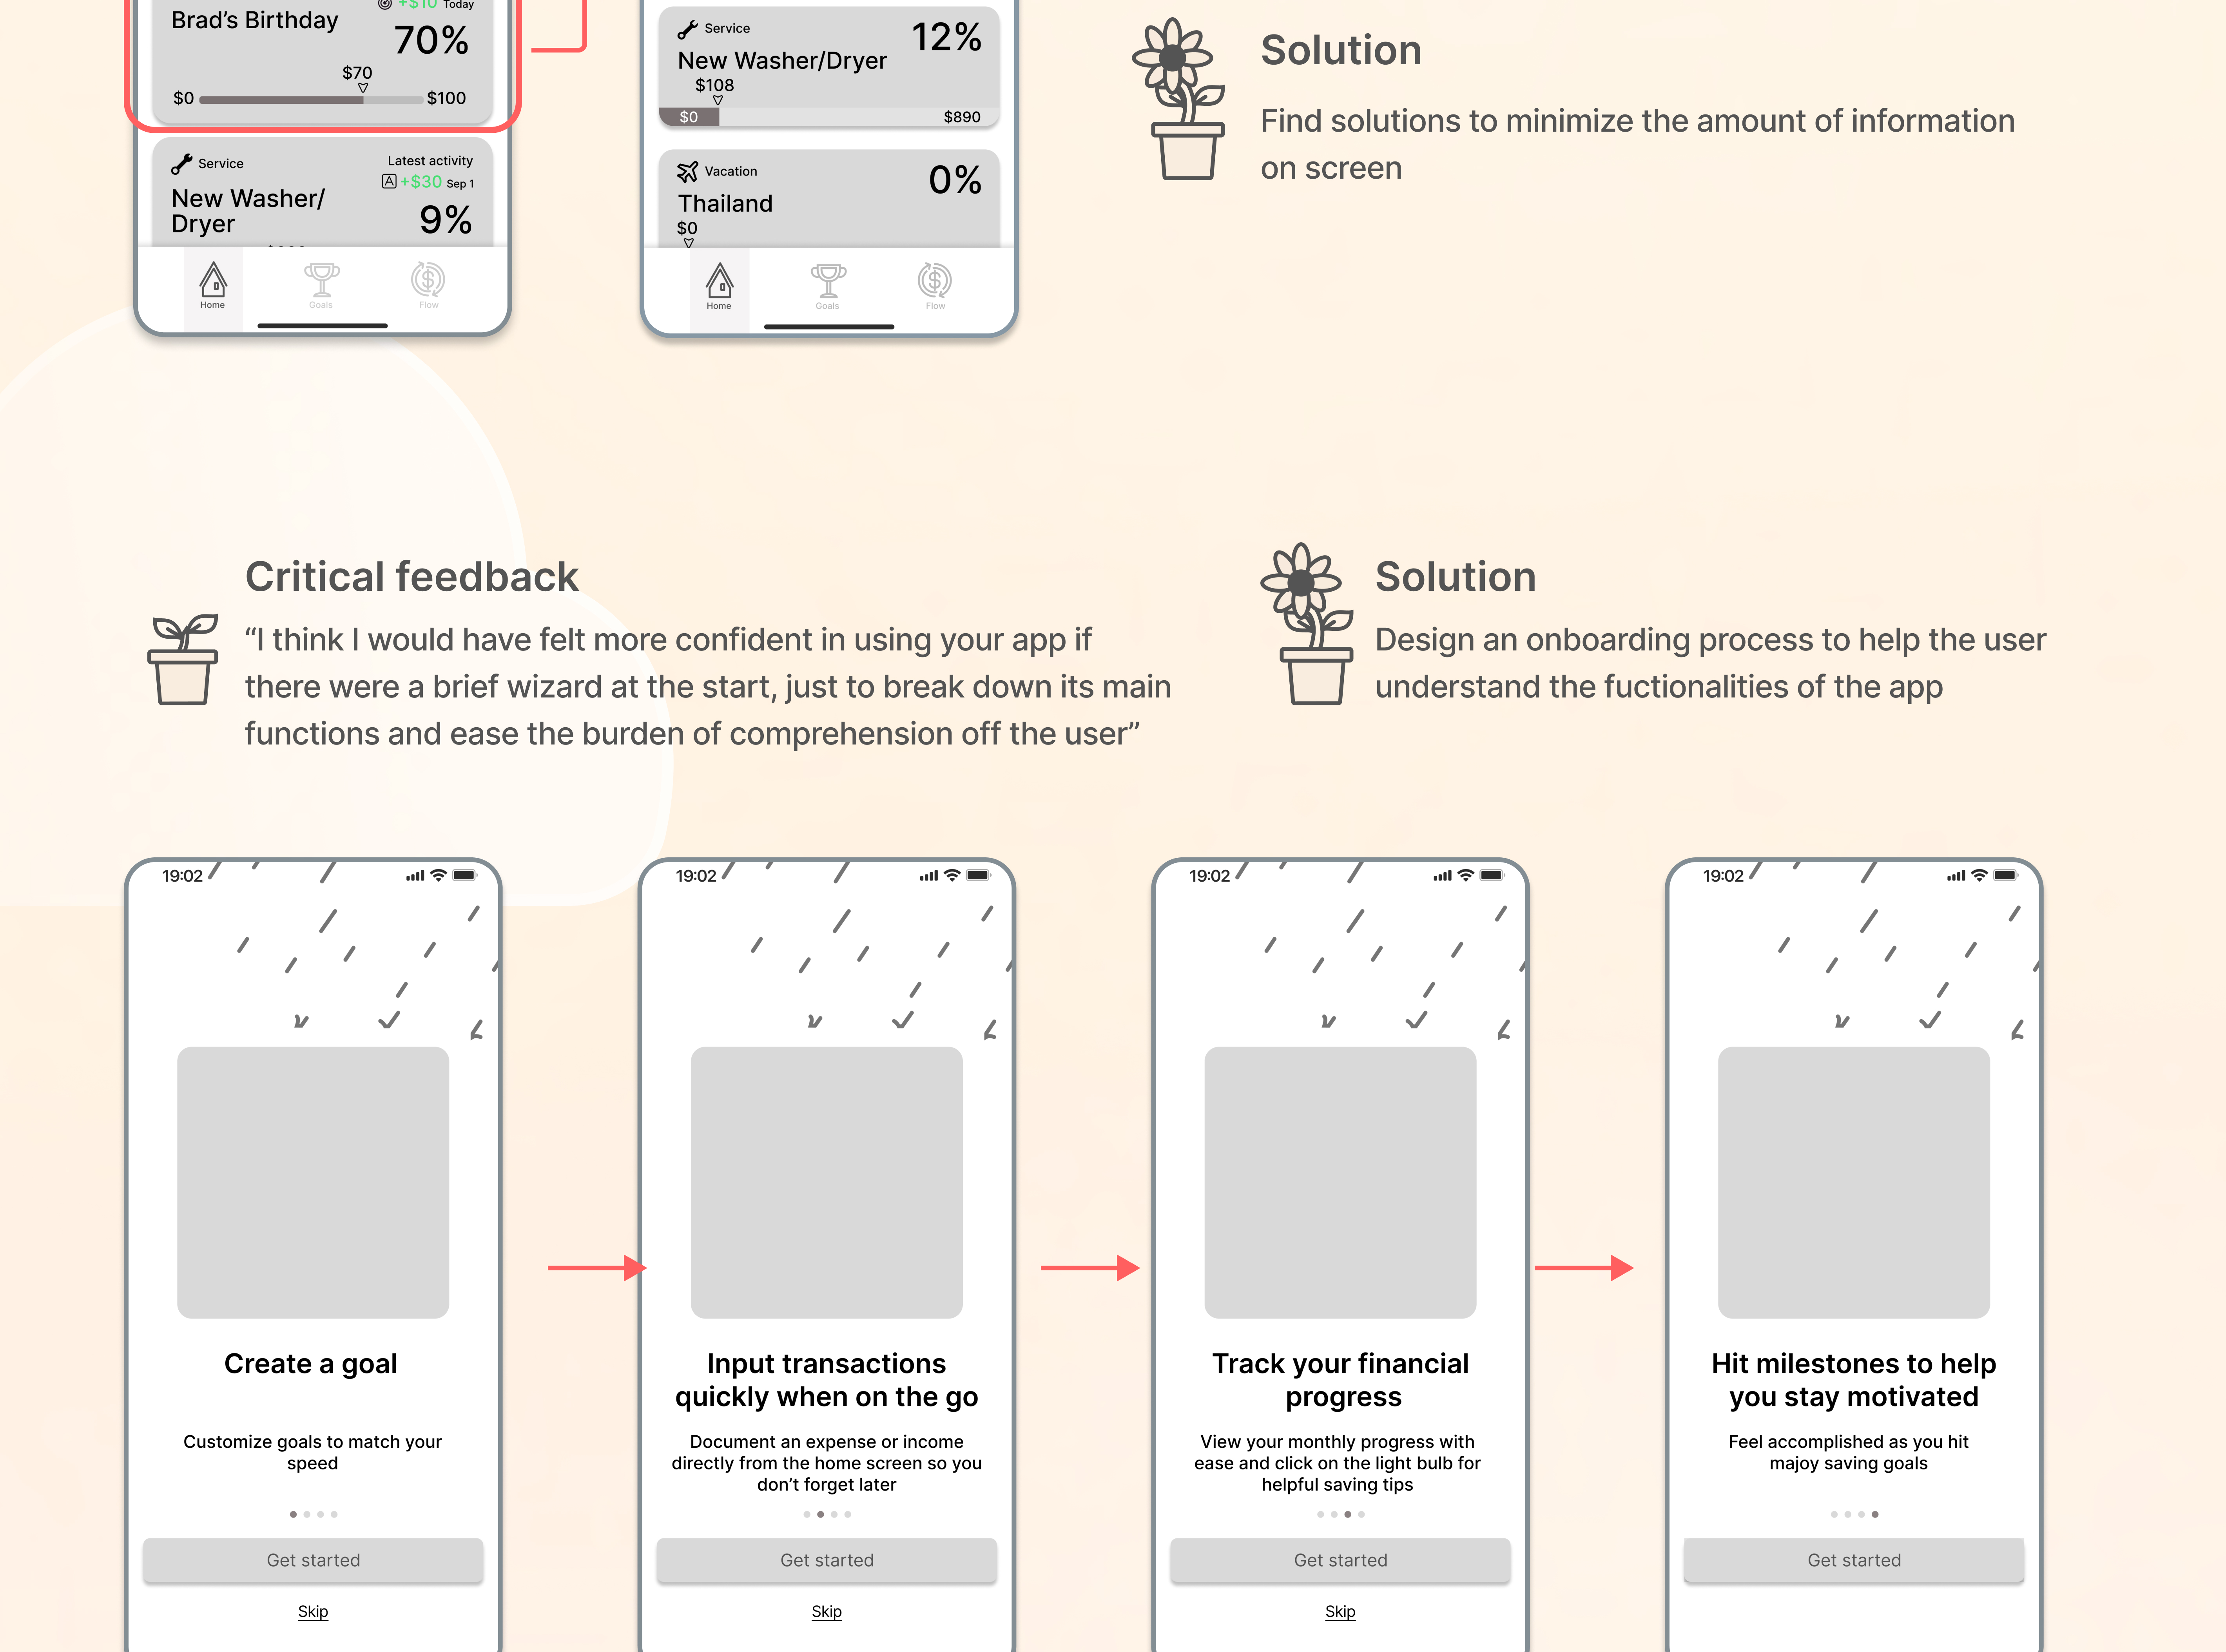 Brad's Birthday
+$10 Today
70%
$70
$0
$100
Service
Latest activity
A +$30 Sep 1
New Washer/
Dryer
9%
Home
Goals
Flow
Service
12%
New Washer/Dryer
$108
$0
$890
Vacation
0%
Thailand
$0
Home
Goals
Flow
Solution
Find solutions to minimize the amount of information
on screen
Critical feedback
“I think I would have felt more confident in using your app if
there were a brief wizard at the start, just to break down its main
functions and ease the burden of comprehension off the user”
Solution
Design an onboarding process to help the user
understand the fuctionalities of the app
19:02
Create a goal
Customize goals to match your
speed
Get started
Skip
19:02
Input transactions
quickly when on the go
Document an expense or income
directly from the home screen so you
don't forget later
Get started
Skip
19:02
Track your financial
progress
View your monthly progress with
ease and click on the light bulb for
helpful saving tips
Get started
Skip
19:02
Hit milestones to help
you stay motivated
Feel accomplished as you hit
majoy saving goals
Get started